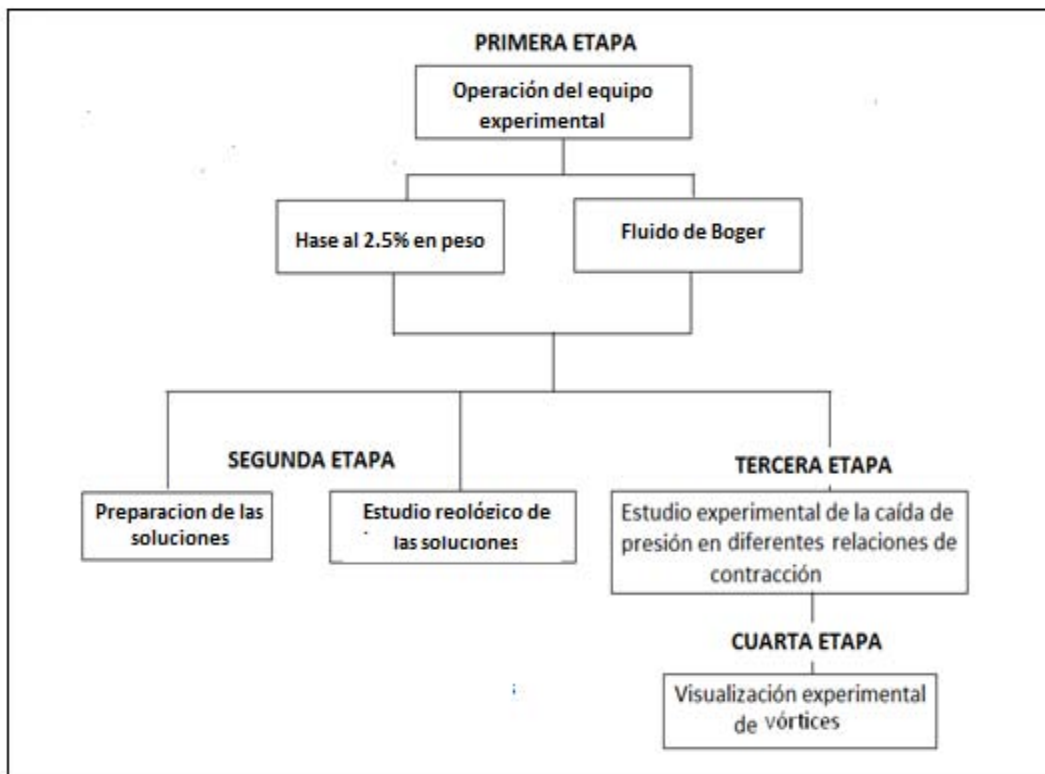 PRIMERA ETAPA
Operación del equipo
experimental
Hase al 2.5% en peso
Fluido de Boger
SEGUNDA ETAPA
Preparacion de las
soluciones
Estudio reológico de
las soluciones
TERCERA ETAPA
Estudio experimental de la caída de
presión en diferentes relaciones de
contracción
CUARTA ETAPA
Visualización experimental
de vórtices